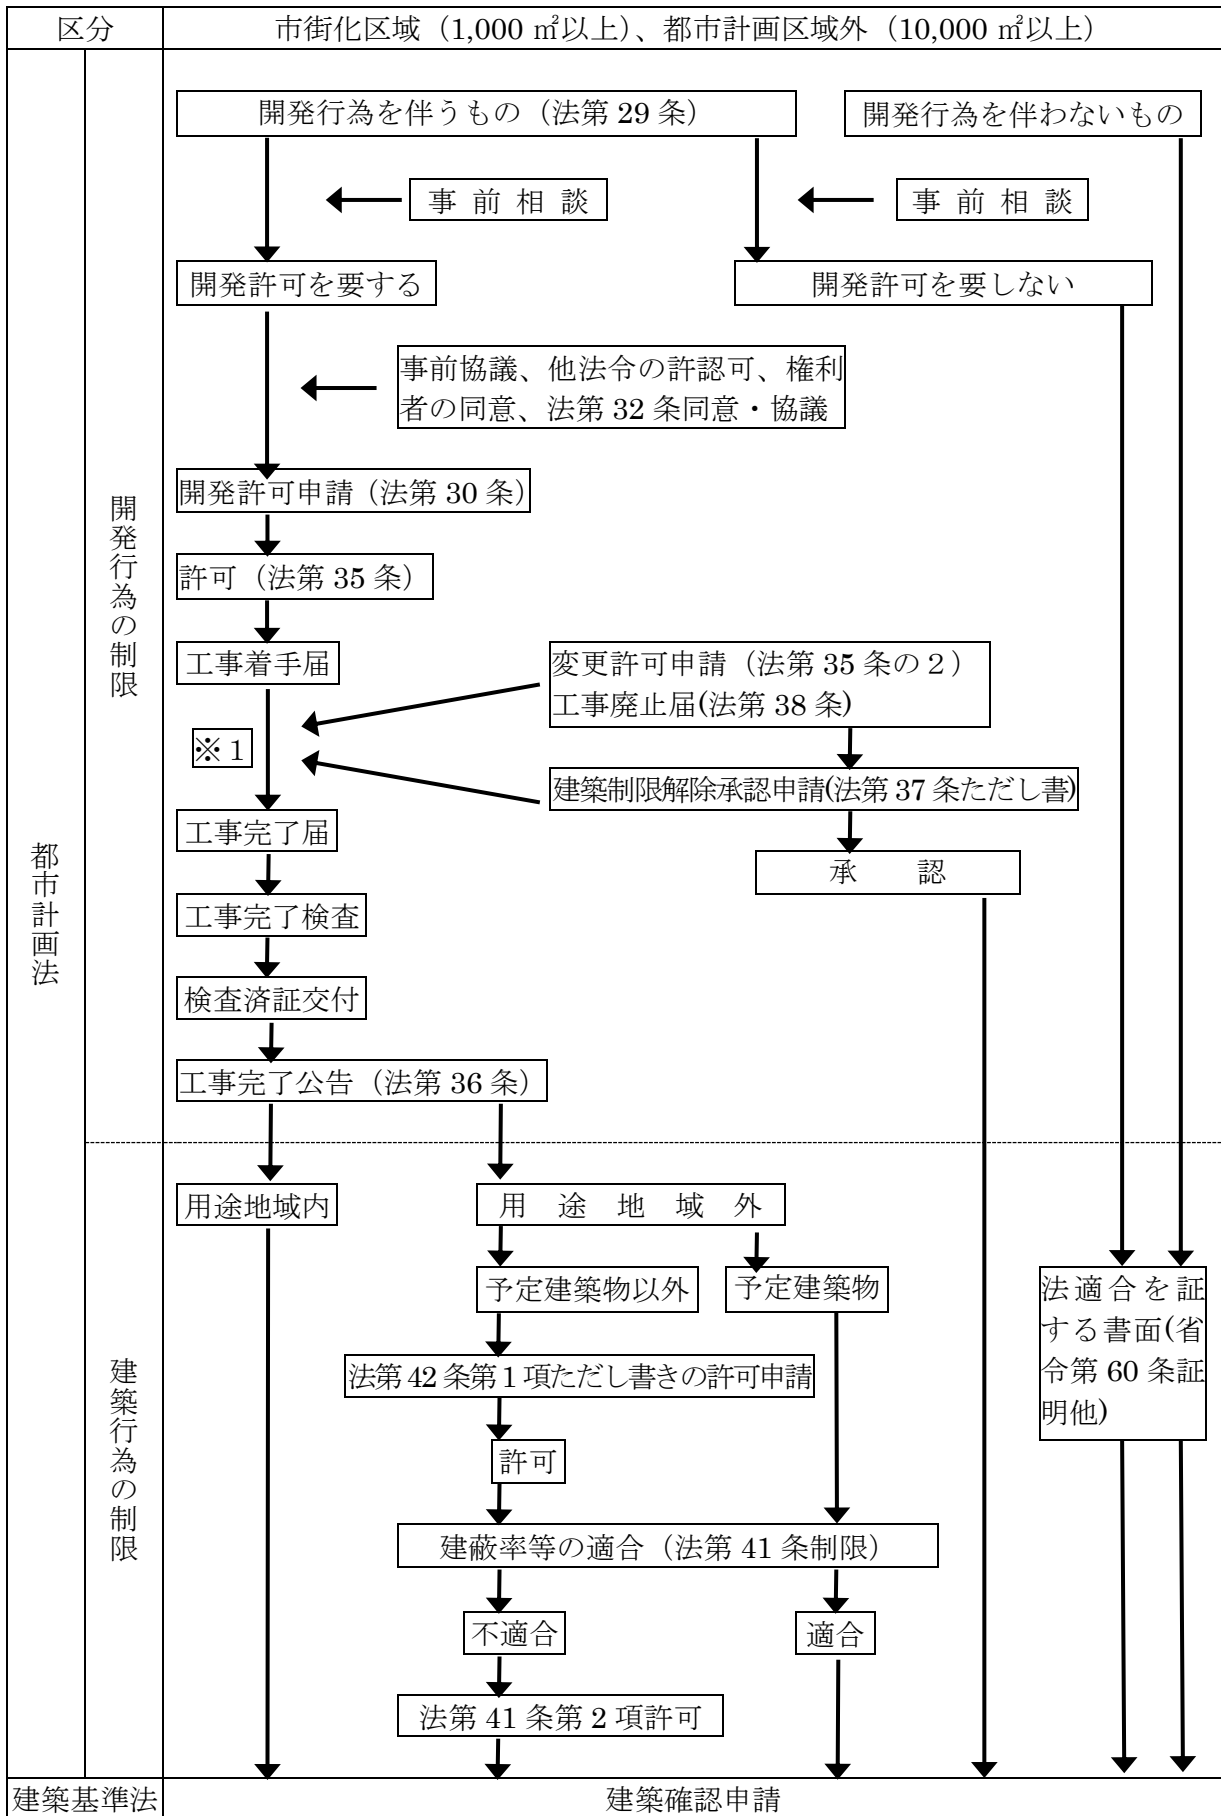 区分
市街化区域（1,000 ㎡以上）、都市計画区域外（10,000 ㎡以上）
都市計画法
開発行為の制限
開発行為を伴うもの（法第 29 条）
開発行為を伴わないもの
事 前 相 談
事 前 相 談
開発許可を要する
開発許可を要しない
事前協議、他法令の許認可、権利
者の同意、法第 32 条同意・協議
開発許可申請（法第 30 条）
許可（法第 35 条）
工事着手届
変更許可申請（法第 35 条の２）
工事廃止届(法第 38 条)
※１
建築制限解除承認申請(法第 37 条ただし書)
工事完了届
承　　認
工事完了検査
検査済証交付
工事完了公告（法第 36 条）
建築行為の制限
用途地域内
用　途　地　域　外
予定建築物以外
予定建築物
法適合を証
する書面(省
令第 60 条証
明他)
法第 42 条第 1 項ただし書きの許可申請
許可
建蔽率等の適合（法第 41 条制限）
不適合
適合
法第 41 条第 2 項許可
建築基準法
建築確認申請